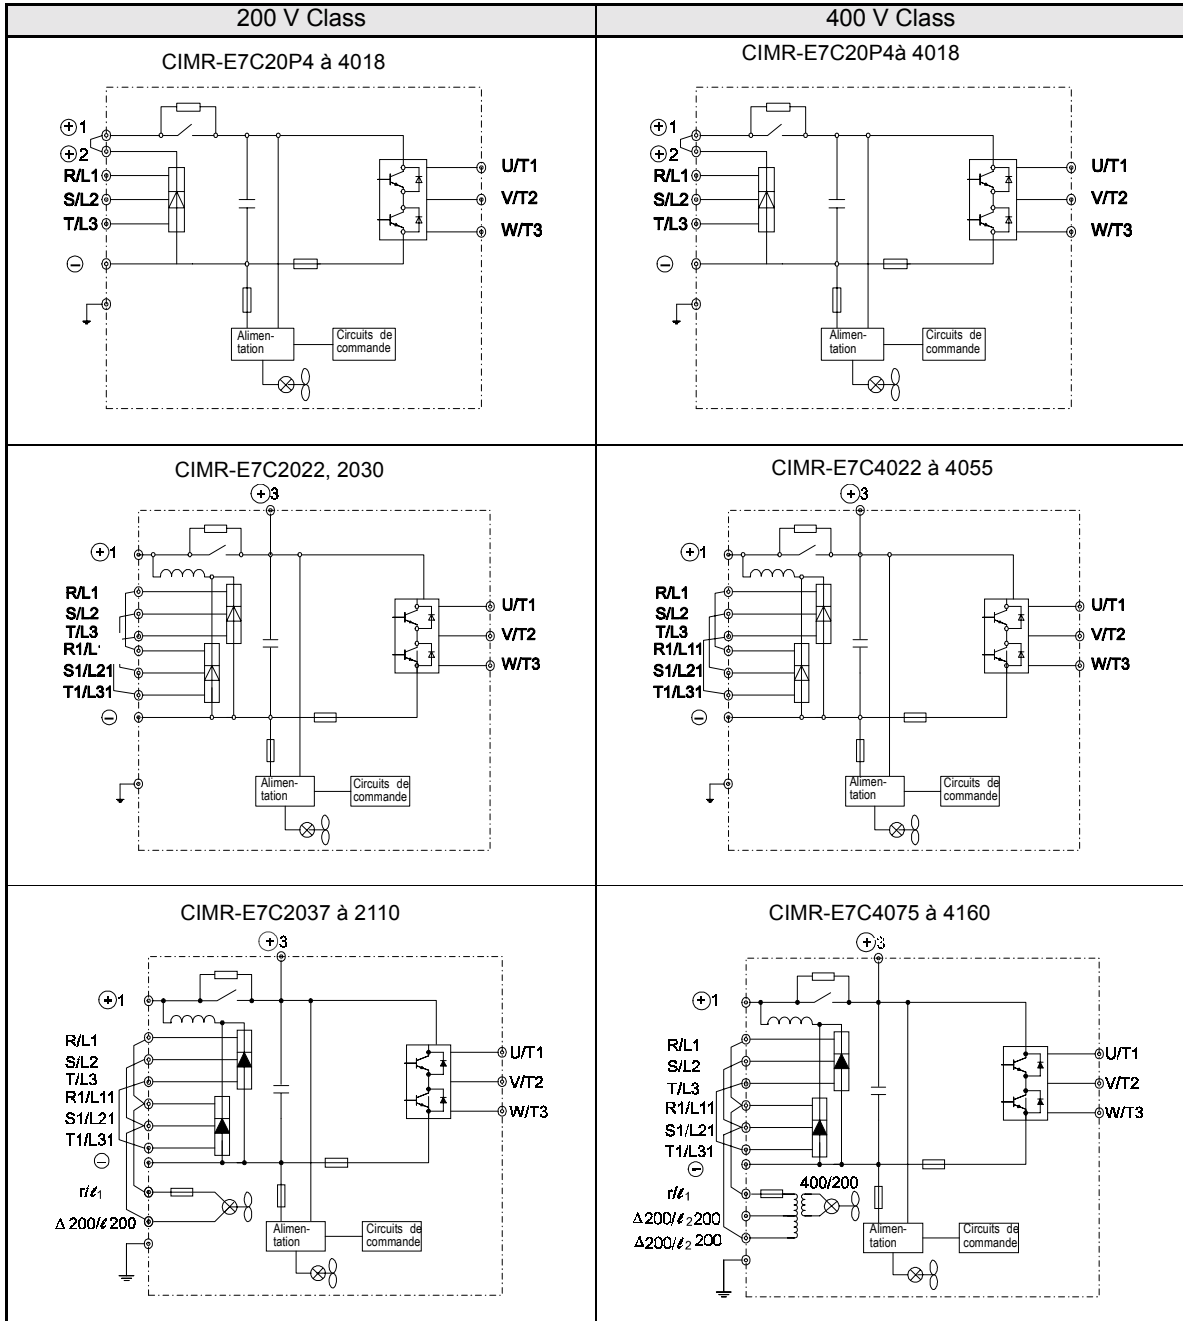 200 V Class
400 V Class
CIMR-E7C20P4 à 4018
⊕1
⊕2
R/L1
S/L2
T/L3
⊖
U/T1
V/T2
W/T3
Alimen-
tation
Circuits de
commande
CIMR-E7C20P4à 4018
⊕1
⊕2
R/L1
S/L2
T/L3
⊖
U/T1
V/T2
W/T3
Alimen-
tation
Circuits de
commande
CIMR-E7C2022, 2030
⊕3
⊕1
R/L1
S/L2
T/L3
R1/L
S1/L21
T1/L31
⊖
U/T1
V/T2
W/T3
Alimen-
tation
Circuits de
commande
CIMR-E7C4022 à 4055
⊕3
⊕1
R/L1
S/L2
T/L3
R1/L11
S1/L21
T1/L31
⊖
U/T1
V/T2
W/T3
Alimen-
tation
Circuits de
commande
CIMR-E7C2037 à 2110
⊕3
⊕1
R/L1
S/L2
T/L3
R1/L11
S1/L21
T1/L31
⊖
r/ℓ1
Δ200/ℓ200
U/T1
V/T2
W/T3
Alimen-
tation
Circuits de
commande
CIMR-E7C4075 à 4160
⊕3
⊕1
R/L1
S/L2
T/L3
R1/L11
S1/L21
T1/L31
⊖
r/ℓ1
400/200
Δ200/ℓ2 200
Δ200/ℓ2 200
U/T1
V/T2
W/T3
Alimen-
tation
Circuits de
commande